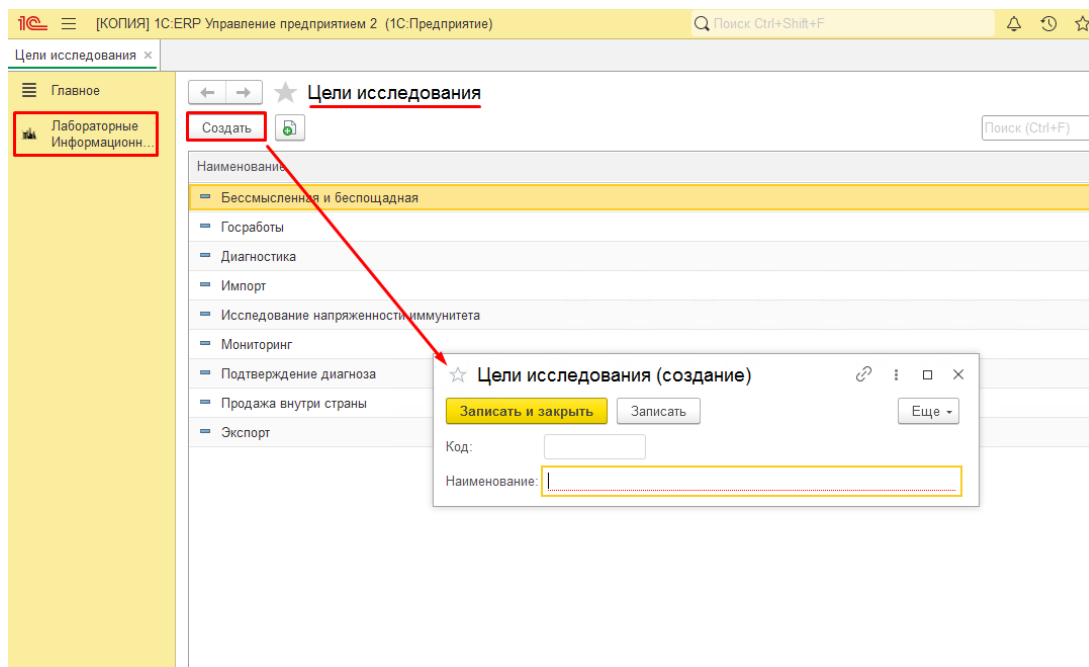 1С [КОПИЯ] 1С:ERP Управление предприятием 2 (1С:Предприятие) Поиск Ctrl+Shift+F
Цели исследования ×
Главное
Лабораторные
Информационн...
Цели исследования
Создать
Поиск (Ctrl+F)
Наименование
Бессмысленная и беспощадная
Госработы
Диагностика
Импорт
Исследование напряженности иммунитета
Мониторинг
Подтверждение диагноза
Продажа внутри страны
Экспорт
Цели исследования (создание)
Записать и закрыть Записать Еще
Код:
Наименование: